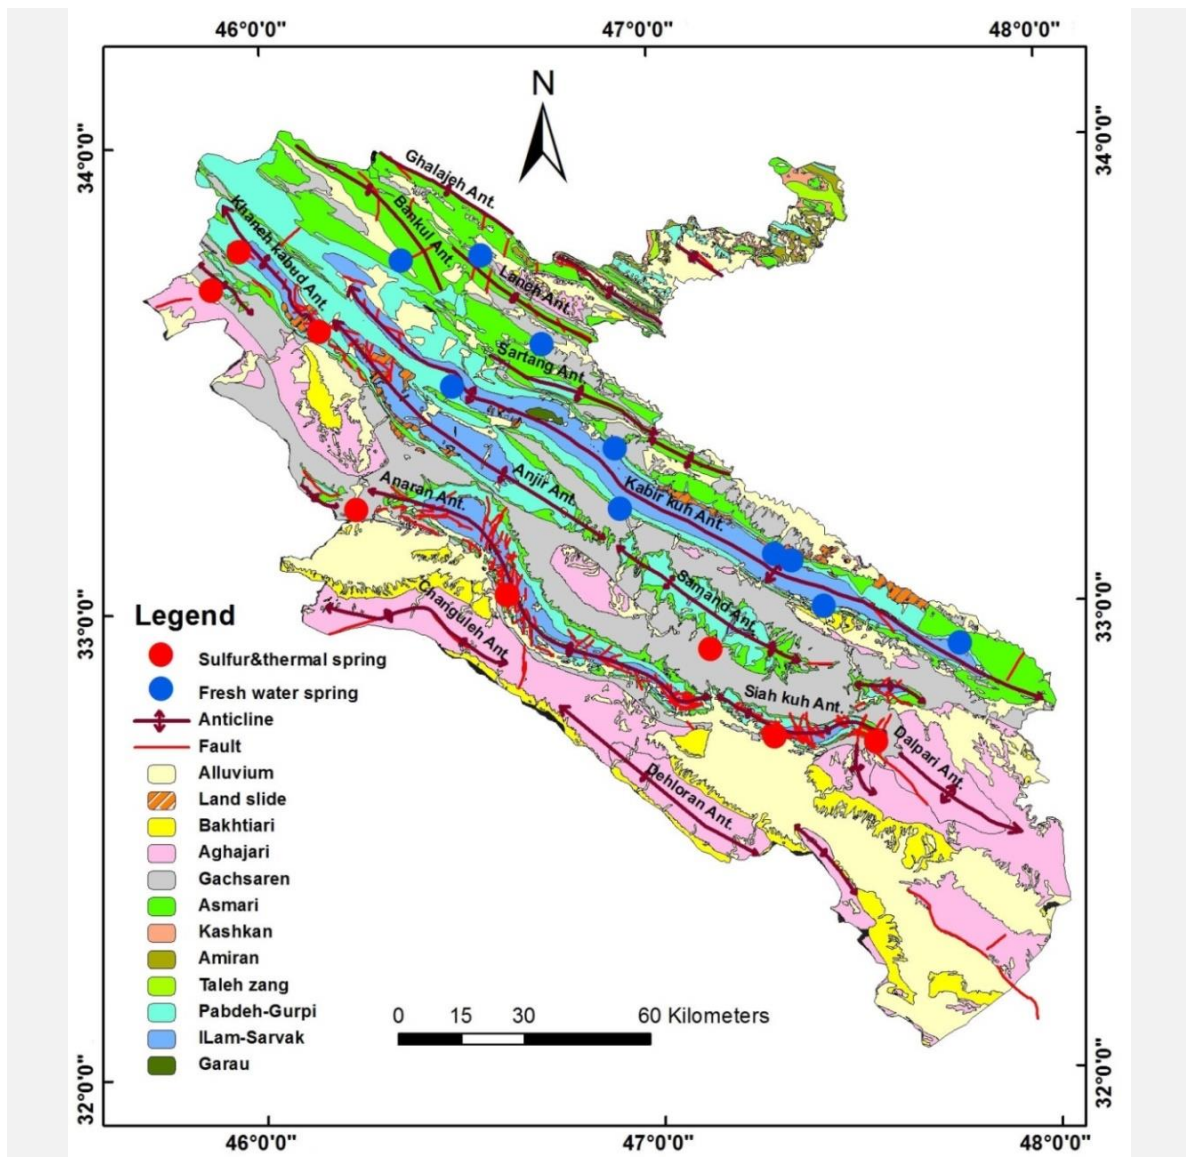 46°0'0" 47°0'0" 48°0'0"
N
34°0'0"
34°0'0"
Ghalajeh Ant.
Bankul Ant.
Khaneh kabud Ant.
Laneh Ant.
Sartang Ant.
Anjir Ant.
Kabir kuh Ant.
Anaran Ant.
Samand Ant.
Changuleh Ant.
33°0'0"
33°0'0"
Siah kuh Ant.
Dalpari Ant.
Dehloran Ant.
Legend
Sulfur&thermal spring
Fresh water spring
Anticline
Fault
Alluvium
Land slide
Bakhtiari
Aghajari
Gachsaren
Asmari
Kashkan
Amiran
Taleh zang
Pabdeh-Gurpi
ILam-Sarvak
Garau
0 15 30 60 Kilometers
32°0'0"
32°0'0"
46°0'0" 47°0'0" 48°0'0"